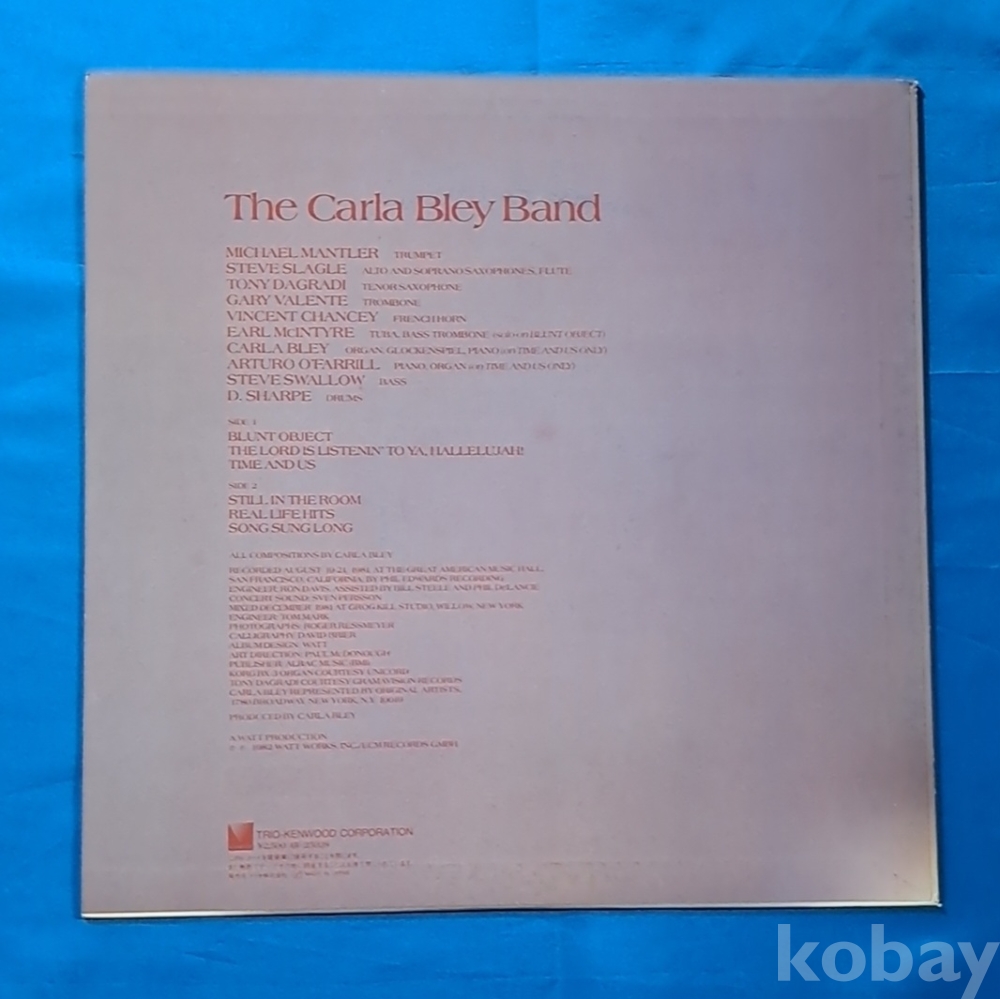 The Carla Bley Band
MICHAEL MANTLER TRUMPET
STEVE SLAGLE ALTO AND SOPRANO SAXOPHONES, FLUTE
TONY DAGRADI TENOR SAXOPHONE
GARY VALENTE TROMBONE
VINCENT CHANCEY FRENCH HORN
EARL McINTYRE TUBA, BASS TROMBONE (solo on BLUNT OBJECT)
CARLA BLEY ORGAN, GLOCKENSPIEL, PIANO (on TIME AND US ONLY)
ARTURO O'FARRILL PIANO, ORGAN (on TIME AND US ONLY)
STEVE SWALLOW BASS
D. SHARPE DRUMS
SIDE 1
BLUNT OBJECT
THE LORD IS LISTENIN' TO YA, HALLELUJAH!
TIME AND US
SIDE 2
STILL IN THE ROOM
REAL LIFE HITS
SONG SUNG LONG
ALL COMPOSITIONS BY CARLA BLEY
RECORDED AUGUST 19-21, 1981, AT THE GREAT AMERICAN MUSIC HALL,
SAN FRANCISCO, CALIFORNIA, BY PHIL EDWARDS RECORDING
ENGINEER: RON DAVIS, ASSISTED BY BILL STEELE AND PHIL DeLANCIE
CONCERT SOUND: SVEN PERSSON
MIXED DECEMBER 1981 AT GROG KILL STUDIO, WILLOW, NEW YORK
ENGINEER: TOM MARK
PHOTOGRAPHS: ROGER RESSMEYER
CALLIGRAPHY: DAVID BRIER
ALBUM DESIGN: WATT
ART DIRECTION: PAUL McDONOUGH
PUBLISHER: ALRAC MUSIC (BMI)
KORG BX-3 ORGAN COURTESY UNICORD
TONY DAGRADI COURTESY GRAMAVISION RECORDS
CARLA BLEY REPRESENTED BY ORIGINAL ARTISTS,
BROADWAY, NEW YORK, N.Y. 10019
PRODUCED BY CARLA BLEY
A WATT PRODUCTION
1982 WATT WORKS, INC./ECM RECORDS GMBH
TRIO-KENWOOD CORPORATION
¥2,500
kobay